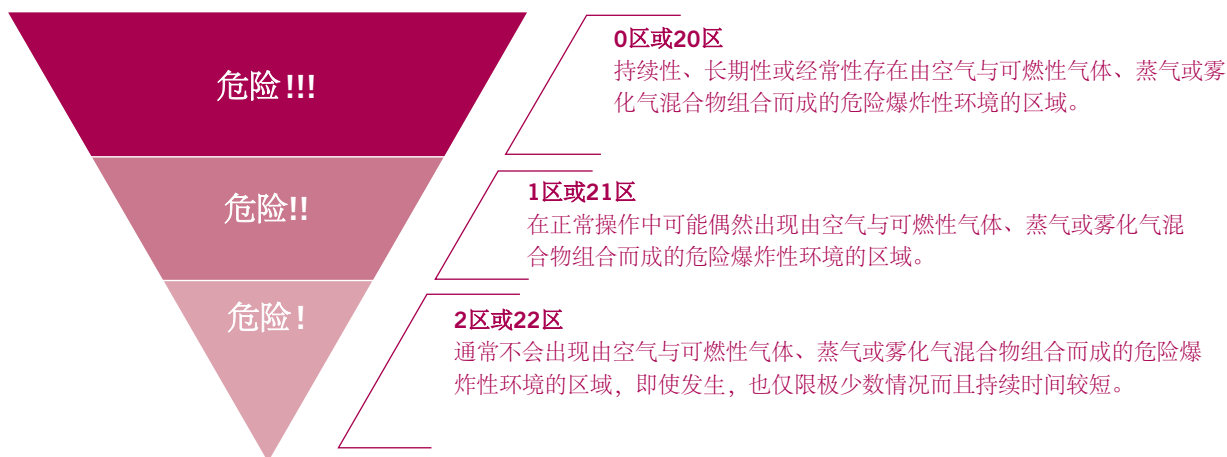 危险!!!
0区或20区
持续性、长期性或经常性存在由空气与可燃性气体、蒸气或雾
化气混合物组合而成的危险爆炸性环境的区域。
危险!!
1区或21区
在正常操作中可能偶然出现由空气与可燃性气体、蒸气或雾化气混
合物组合而成的危险爆炸性环境的区域。
危险!
2区或22区
通常不会出现由空气与可燃性气体、蒸气或雾化气混合物组合而成的危险爆
炸性环境的区域，即使发生，也仅限极少数情况而且持续时间较短。